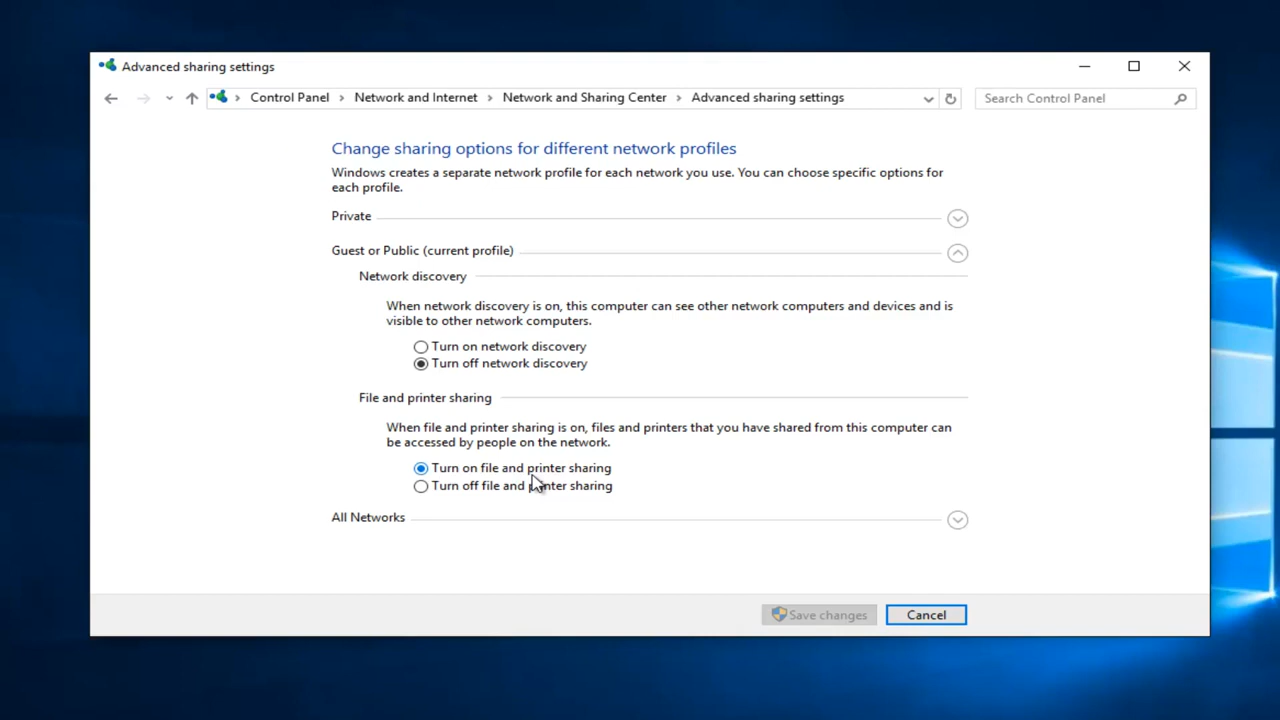 Advanced sharing settings
Control Panel > Network and Internet > Network and Sharing Center > Advanced sharing settings
Search Control Panel
Change sharing options for different network profiles
Windows creates a separate network profile for each network you use. You can choose specific options for
each profile.
Private
Guest or Public (current profile)
Network discovery
When network discovery is on, this computer can see other network computers and devices and is
visible to other network computers.
Turn on network discovery
Turn off network discovery
File and printer sharing
When file and printer sharing is on, files and printers that you have shared from this computer can
be accessed by people on the network.
Turn on file and printer sharing
Turn off file and printer sharing
All Networks
Save changes
Cancel